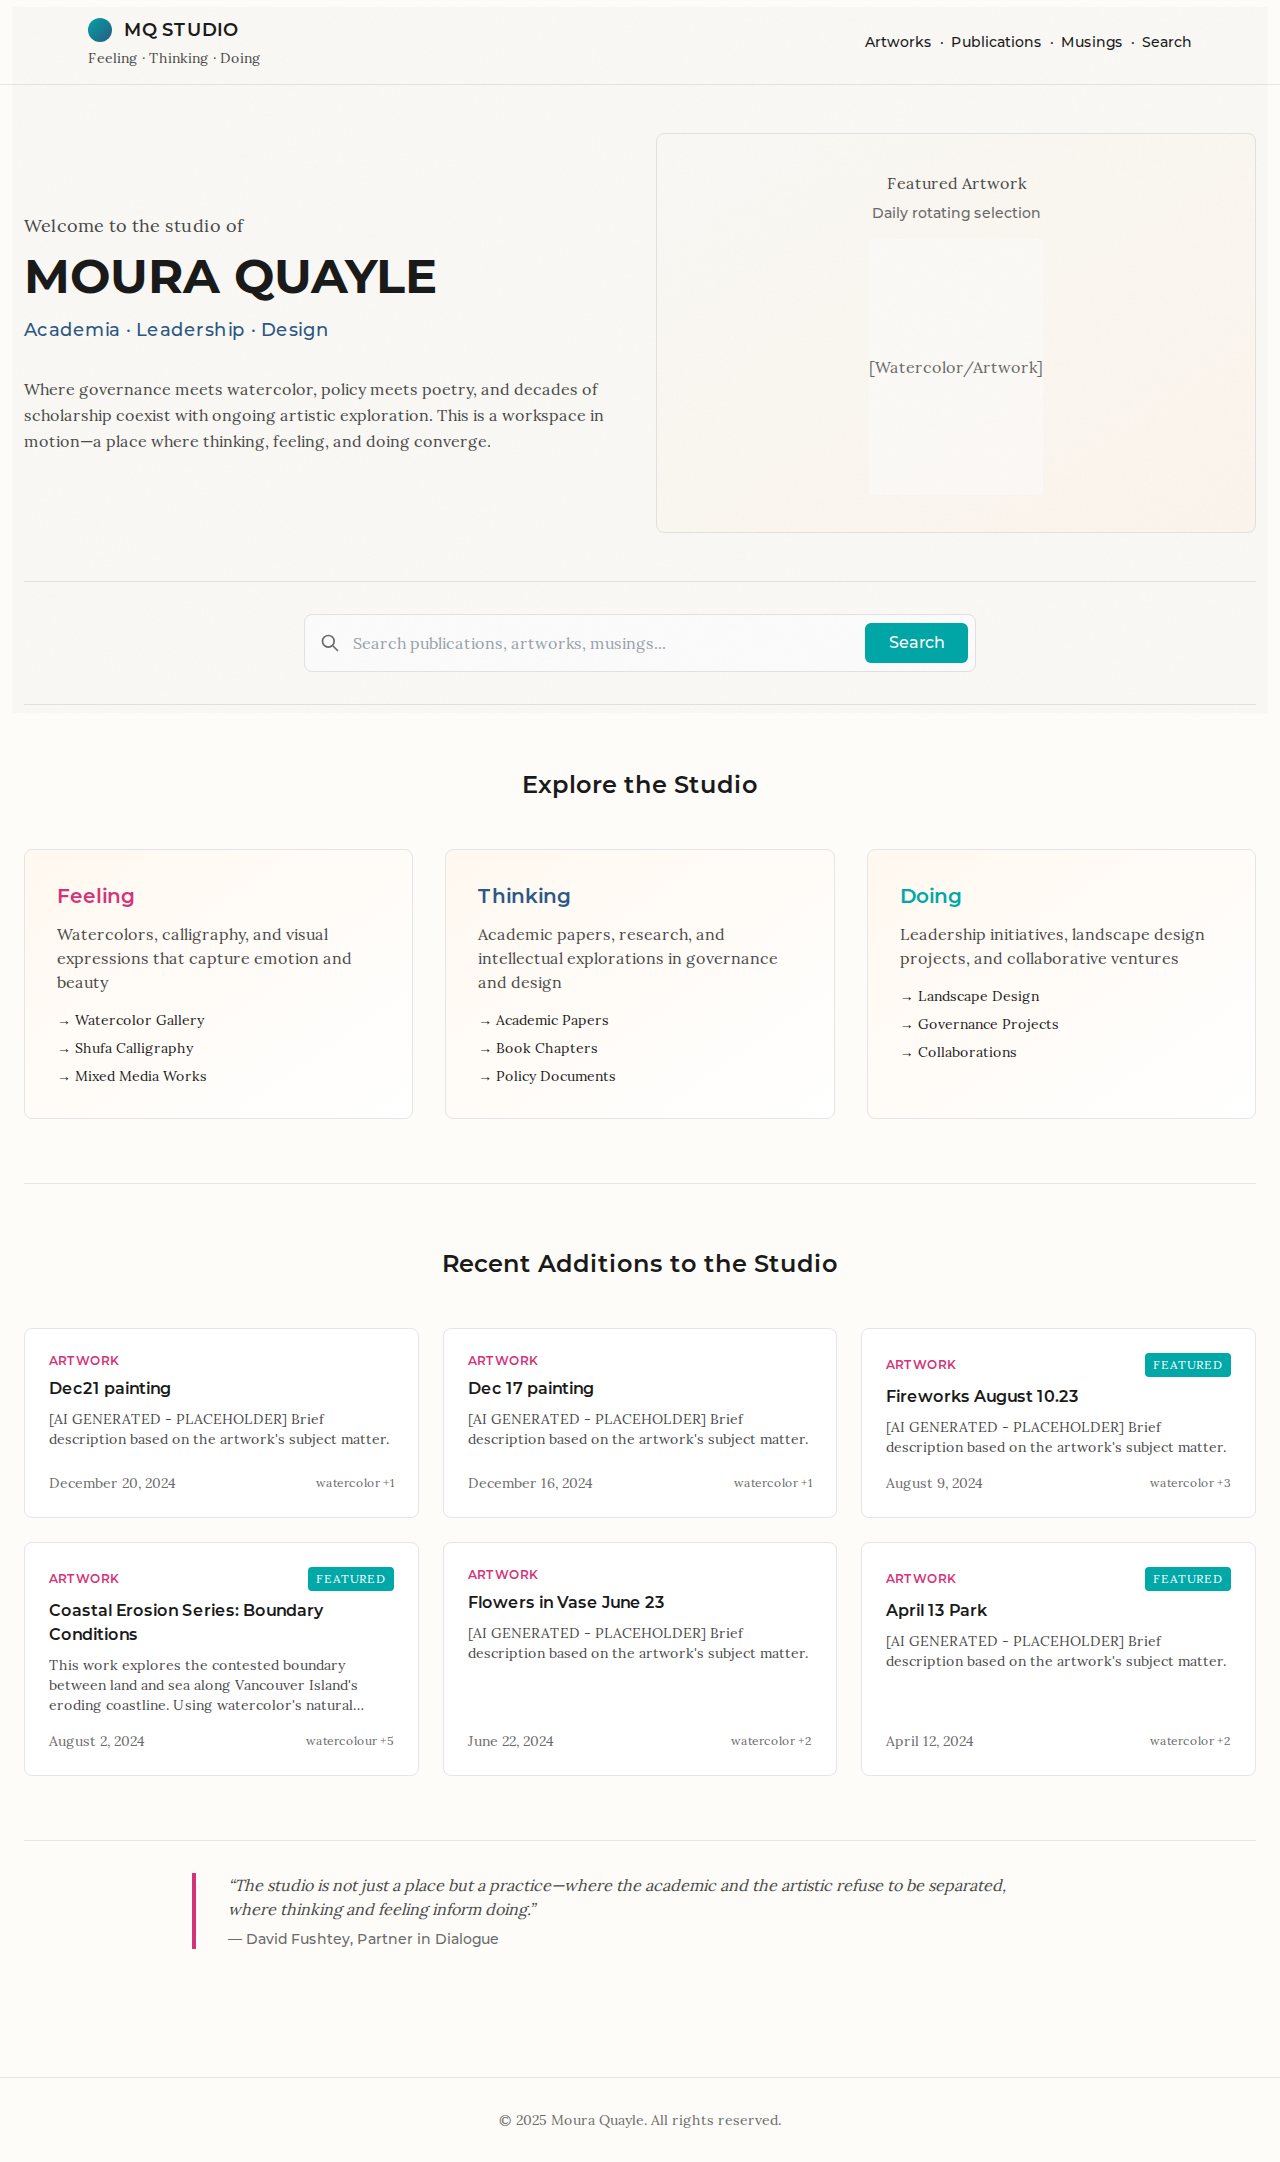 MQ STUDIO
Feeling · Thinking · Doing
Artworks · Publications · Musings · Search
Welcome to the studio of
MOURA QUAYLE
Academia · Leadership · Design
Where governance meets watercolor, policy meets poetry, and decades of
scholarship coexist with ongoing artistic exploration. This is a workspace in
motion—a place where thinking, feeling, and doing converge.
Featured Artwork
Daily rotating selection
[Watercolor/Artwork]
Search publications, artworks, musings...
Search
Explore the Studio
Feeling
Watercolors, calligraphy, and visual
expressions that capture emotion and
beauty
→ Watercolor Gallery
→ Shufa Calligraphy
→ Mixed Media Works
Thinking
Academic papers, research, and
intellectual explorations in governance
and design
→ Academic Papers
→ Book Chapters
→ Policy Documents
Doing
Leadership initiatives, landscape design
projects, and collaborative ventures
→ Landscape Design
→ Governance Projects
→ Collaborations
Recent Additions to the Studio
ARTWORK
Dec21 painting
[AI GENERATED - PLACEHOLDER] Brief
description based on the artwork's subject matter.
December 20, 2024
watercolor +1
ARTWORK
Dec 17 painting
[AI GENERATED - PLACEHOLDER] Brief
description based on the artwork's subject matter.
December 16, 2024
watercolor +1
ARTWORK
FEATURED
Fireworks August 10.23
[AI GENERATED - PLACEHOLDER] Brief
description based on the artwork's subject matter.
August 9, 2024
watercolor +3
ARTWORK
FEATURED
Coastal Erosion Series: Boundary
Conditions
This work explores the contested boundary
between land and sea along Vancouver Island's
eroding coastline. Using watercolor's natural...
August 2, 2024
watercolour +5
ARTWORK
Flowers in Vase June 23
[AI GENERATED - PLACEHOLDER] Brief
description based on the artwork's subject matter.
June 22, 2024
watercolor +2
ARTWORK
FEATURED
April 13 Park
[AI GENERATED - PLACEHOLDER] Brief
description based on the artwork's subject matter.
April 12, 2024
watercolor +2
“The studio is not just a place but a practice—where the academic and the artistic refuse to be separated,
where thinking and feeling inform doing.”
— David Fushtey, Partner in Dialogue
© 2025 Moura Quayle. All rights reserved.